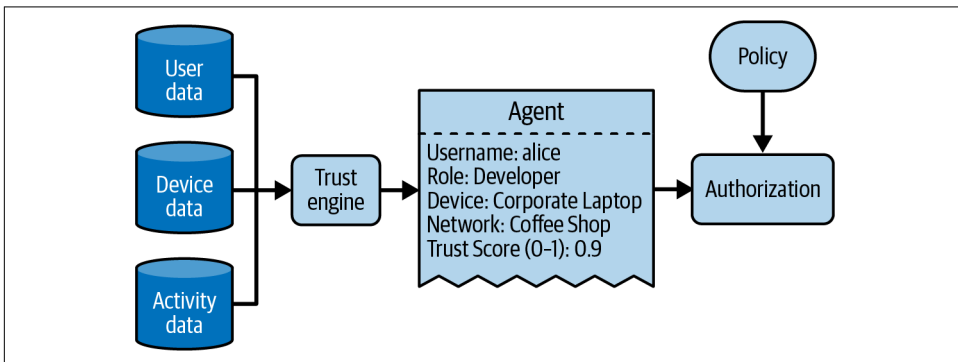 User
data
Device
data
Activity
data
Trust
engine
Agent
Username: alice
Role: Developer
Device: Corporate Laptop
Network: Coffee Shop
Trust Score (0–1): 0.9
Policy
Authorization